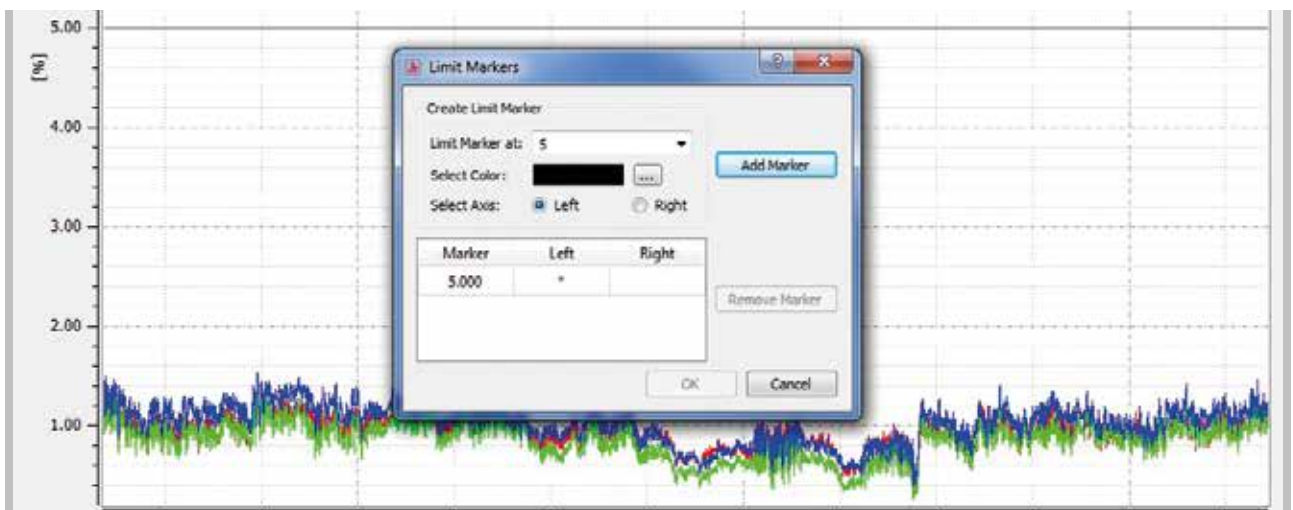 5.00
[%]
4.00
3.00
2.00
1.00
Limit Markers
Create Limit Marker
Limit Marker at: 5
Add Marker
Select Color: ...
Select Axis: Left Right
Marker Left Right
5.000 *
Remove Marker
OK Cancel